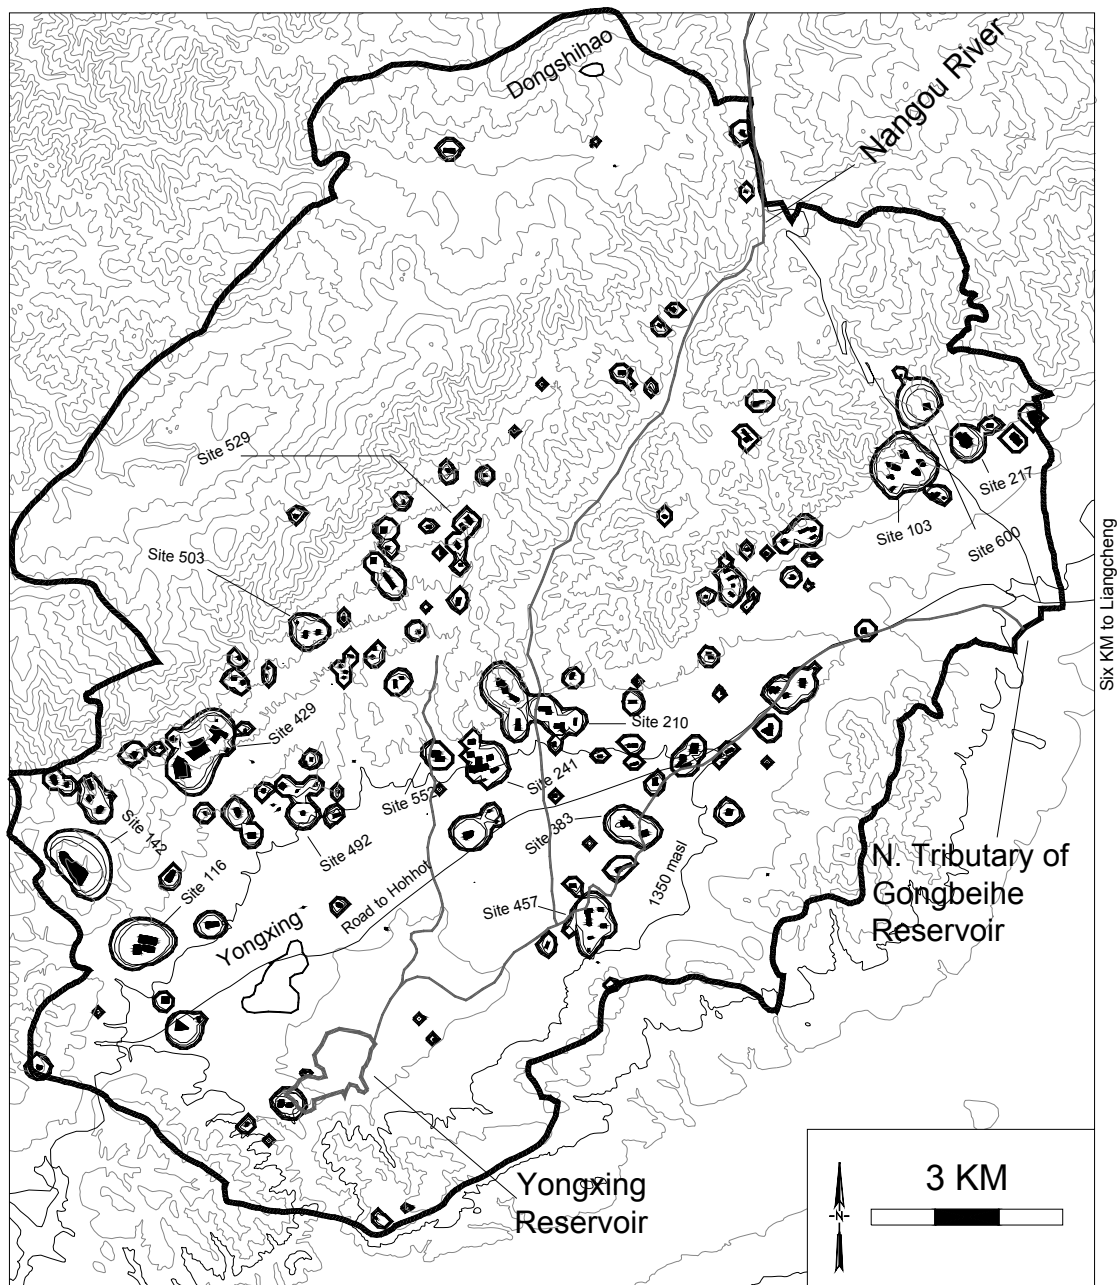 Dongshihao
Nangou River
Site 529
Site 217
Site 103
Site 600
Site 503
Six KM to Liangcheng
Site 429
Site 210
Site 241
Site 552
Site 142
Site 492
Site 383
Site 116
N. Tributary of
Gongbeihe
Reservoir
1350 masl
Road to Hohhot
Site 457
Yongxing
3 KM
N
Yongxing
Reservoir